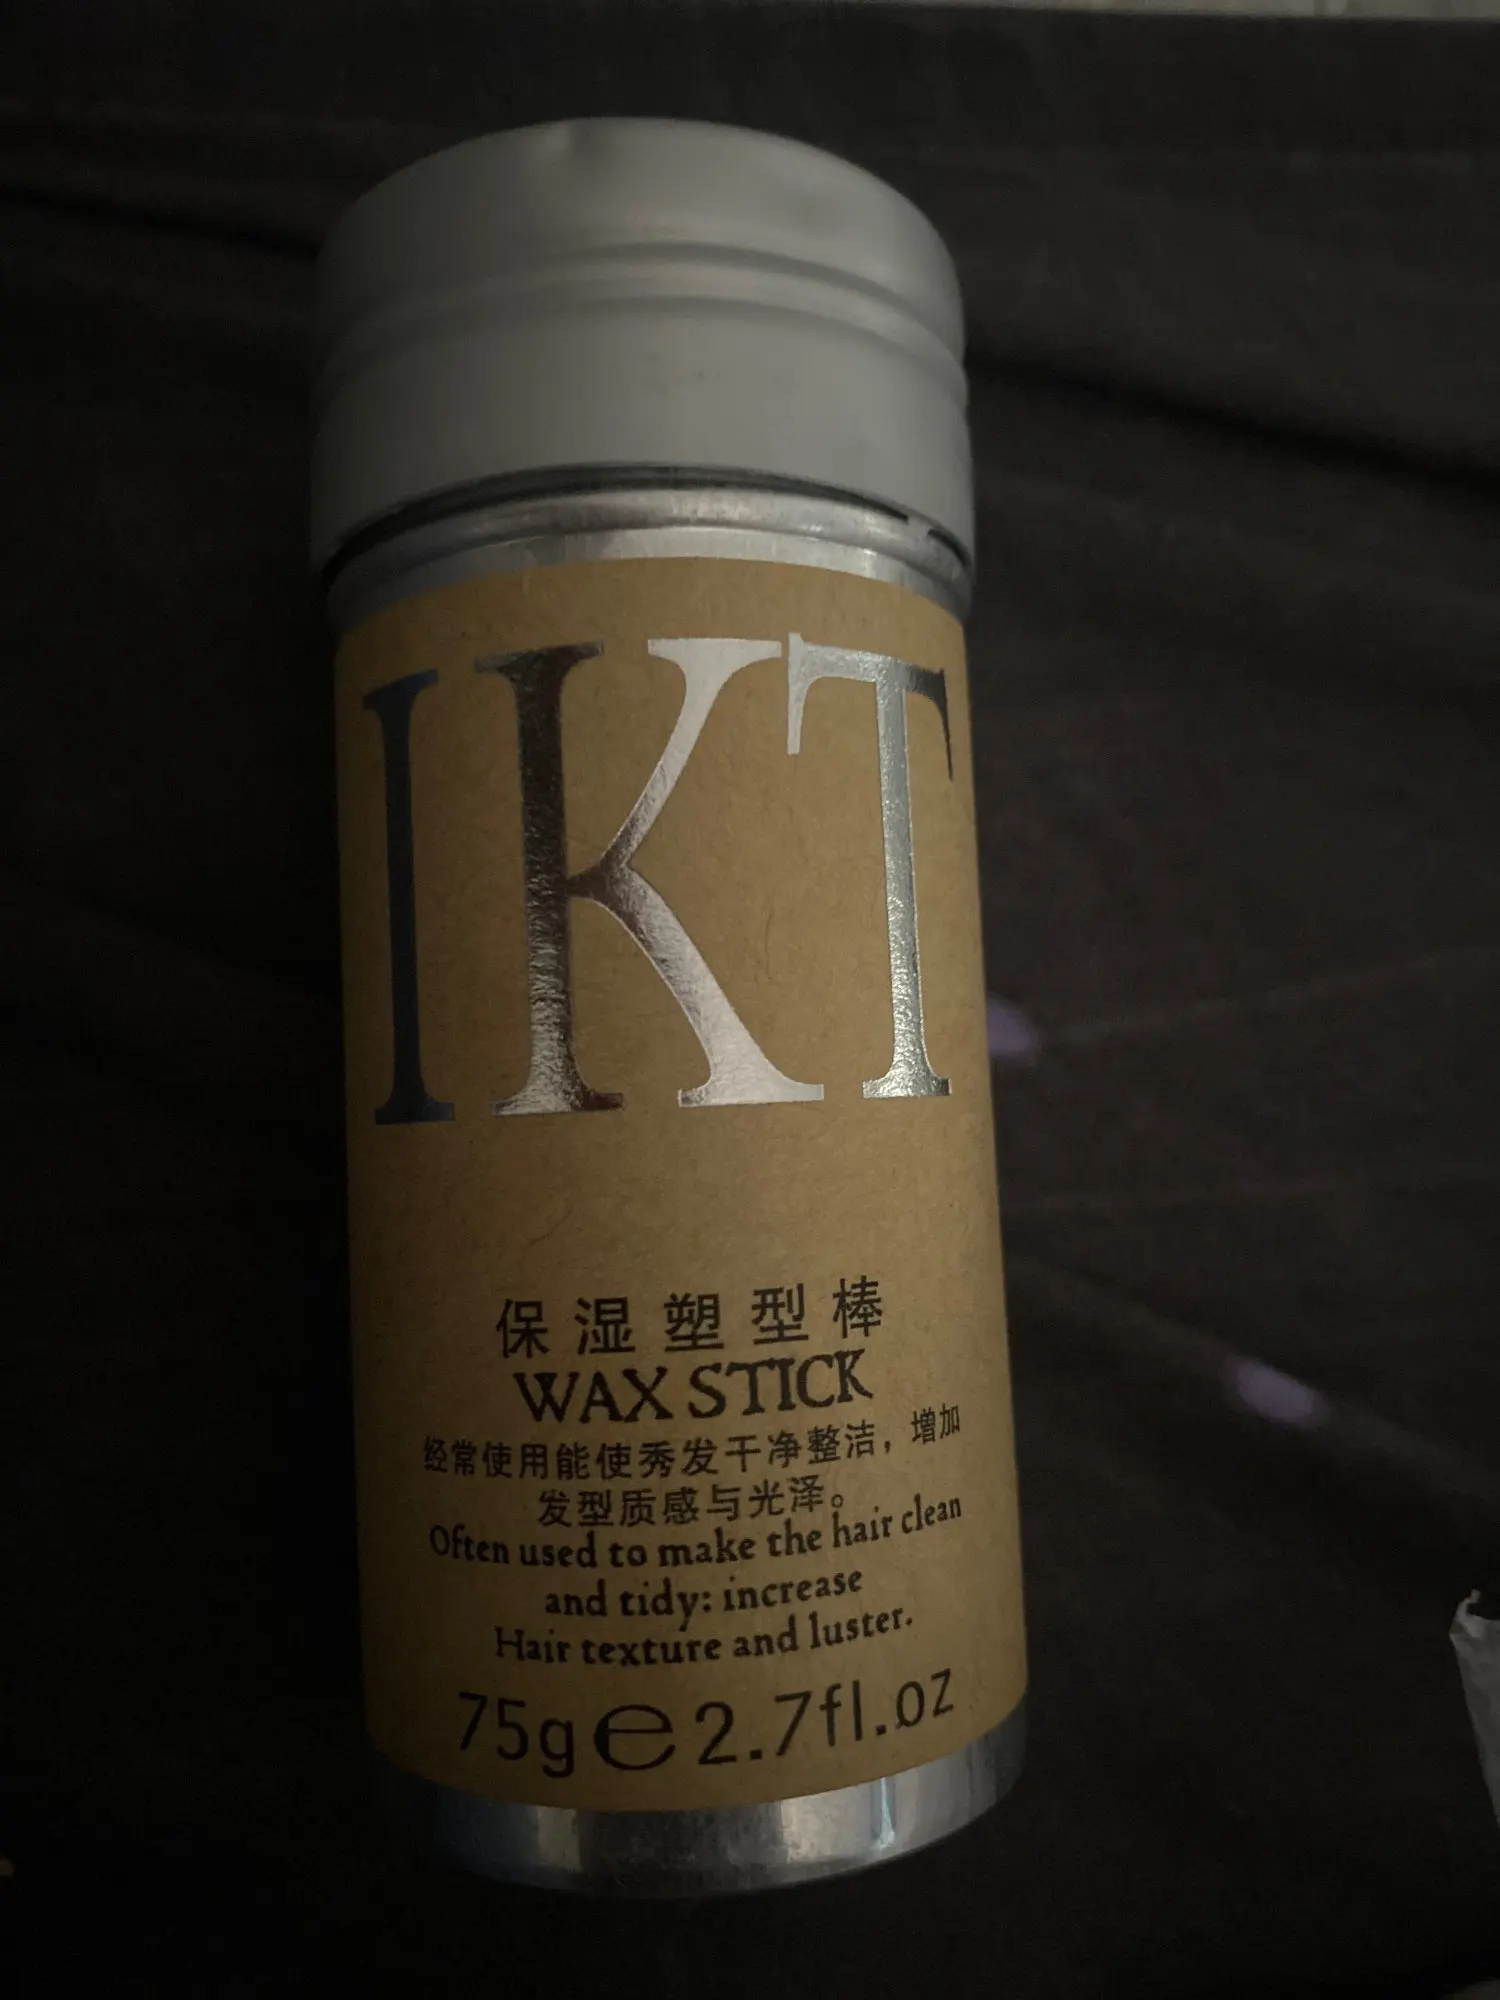 IKT
保湿塑型棒
WAX STICK
经常使用能使秀发干净整洁，增加
发型质感与光泽。
Often used to make the hair clean
and tidy: increase
Hair texture and luster.
75g e 2.7fl.oz